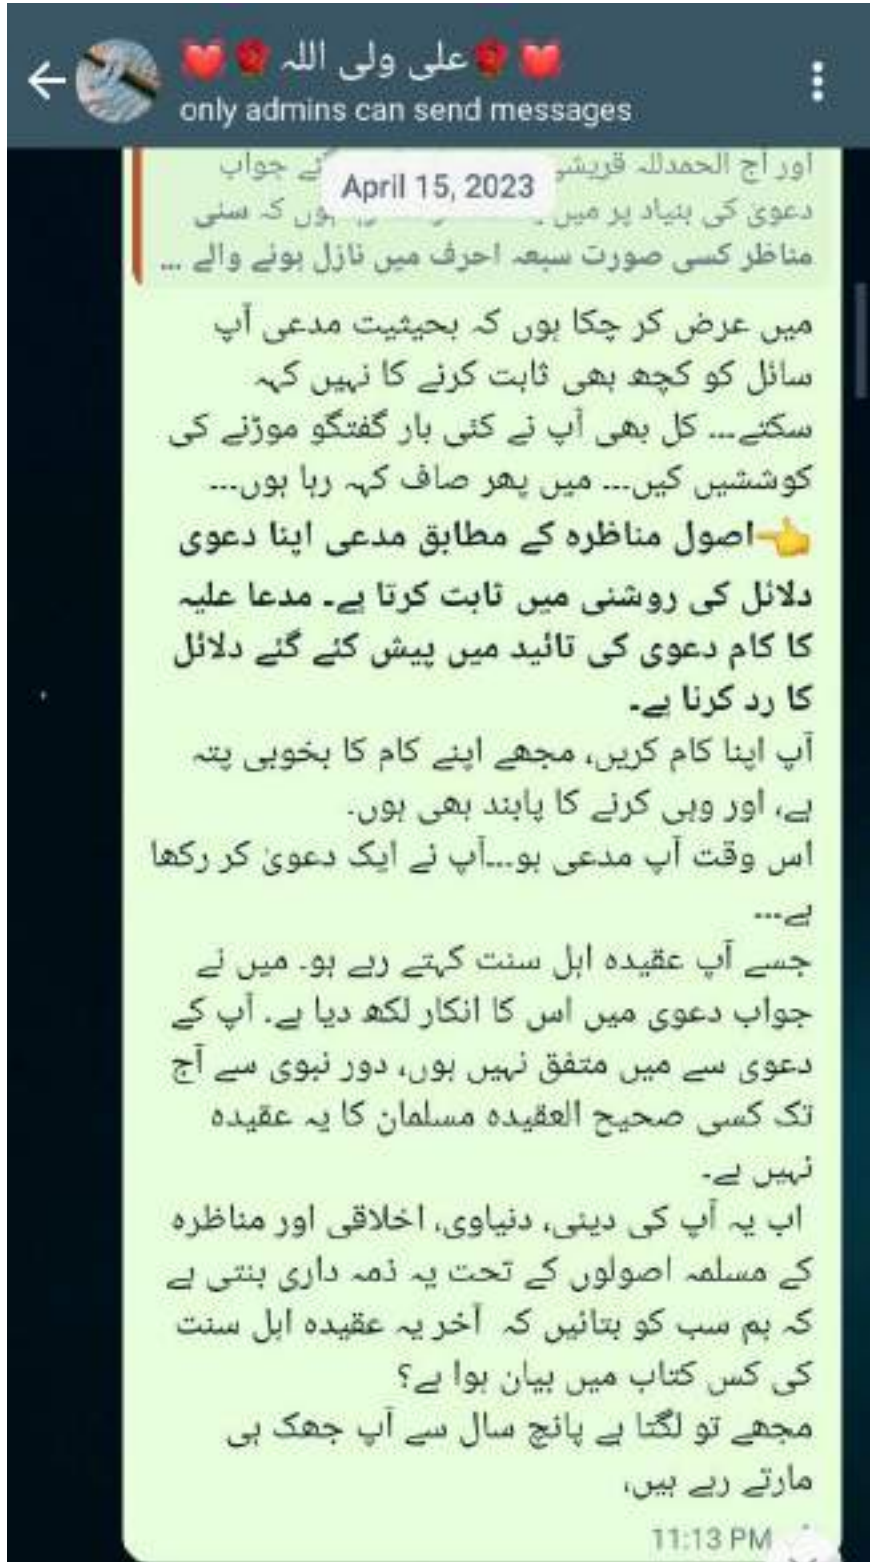 💓🌹علی ولی اللہ🌹💓
only admins can send messages
اور آج الحمدللہ قریشی جواب
April 15, 2023
دعویٰ کی بنیاد پر میں ہوں کہ سنی
مناظر کسی صورت سبعہ احرف میں نازل ہونے والے ...
میں عرض کر چکا ہوں کہ بحیثیت مدعی آپ
سائل کو کچھ بھی ثابت کرنے کا نہیں کہہ
سکتے۔۔۔ کل بھی آپ نے کئی بار گفتگو موڑنے کی
کوششیں کیں۔۔۔ میں پھر صاف کہہ رہا ہوں۔۔۔
👈اصول مناظرہ کے مطابق مدعی اپنا دعوی
دلائل کی روشنی میں ثابت کرتا ہے۔ مدعا علیہ
کا کام دعوی کی تائید میں پیش کئے گئے دلائل
کا رد کرنا ہے۔
آپ اپنا کام کریں، مجھے اپنے کام کا بخوبی پتہ
ہے، اور وہی کرنے کا پابند بھی ہوں۔
اس وقت آپ مدعی ہو۔۔۔آپ نے ایک دعویٰ کر رکھا
ہے۔۔۔
جسے آپ عقیدہ اہل سنت کہتے رہے ہو۔ میں نے
جواب دعوی میں اس کا انکار لکھ دیا ہے۔ آپ کے
دعوی سے میں متفق نہیں ہوں، دور نبوی سے آج
تک کسی صحیح العقیدہ مسلمان کا یہ عقیدہ
نہیں ہے۔
اب یہ آپ کی دینی، دنیاوی، اخلاقی اور مناظرہ
کے مسلمہ اصولوں کے تحت یہ ذمہ داری بنتی ہے
کہ ہم سب کو بتائیں کہ آخر یہ عقیدہ اہل سنت
کی کس کتاب میں بیان ہوا ہے؟
مجھے تو لگتا ہے پانچ سال سے آپ جھک ہی
مارتے رہے ہیں،
11:13 PM